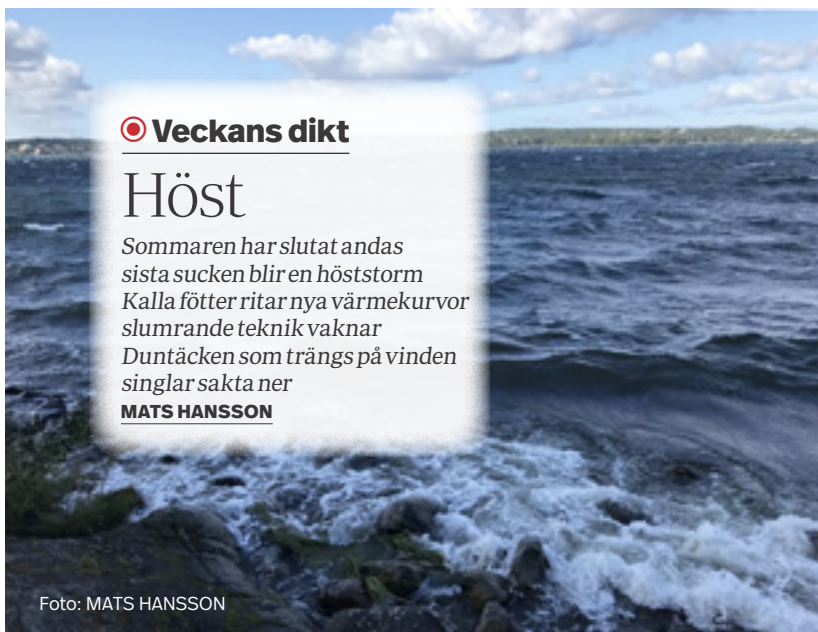 Veckans dikt
Höst
Sommaren har slutat andas
sista sucken blir en höststorm
Kalla fötter ritar nya värmekurvor
slumrande teknik vaknar
Duntäcken som trängs på vinden
singlar sakta ner
MATS HANSSON
Foto: MATS HANSSON